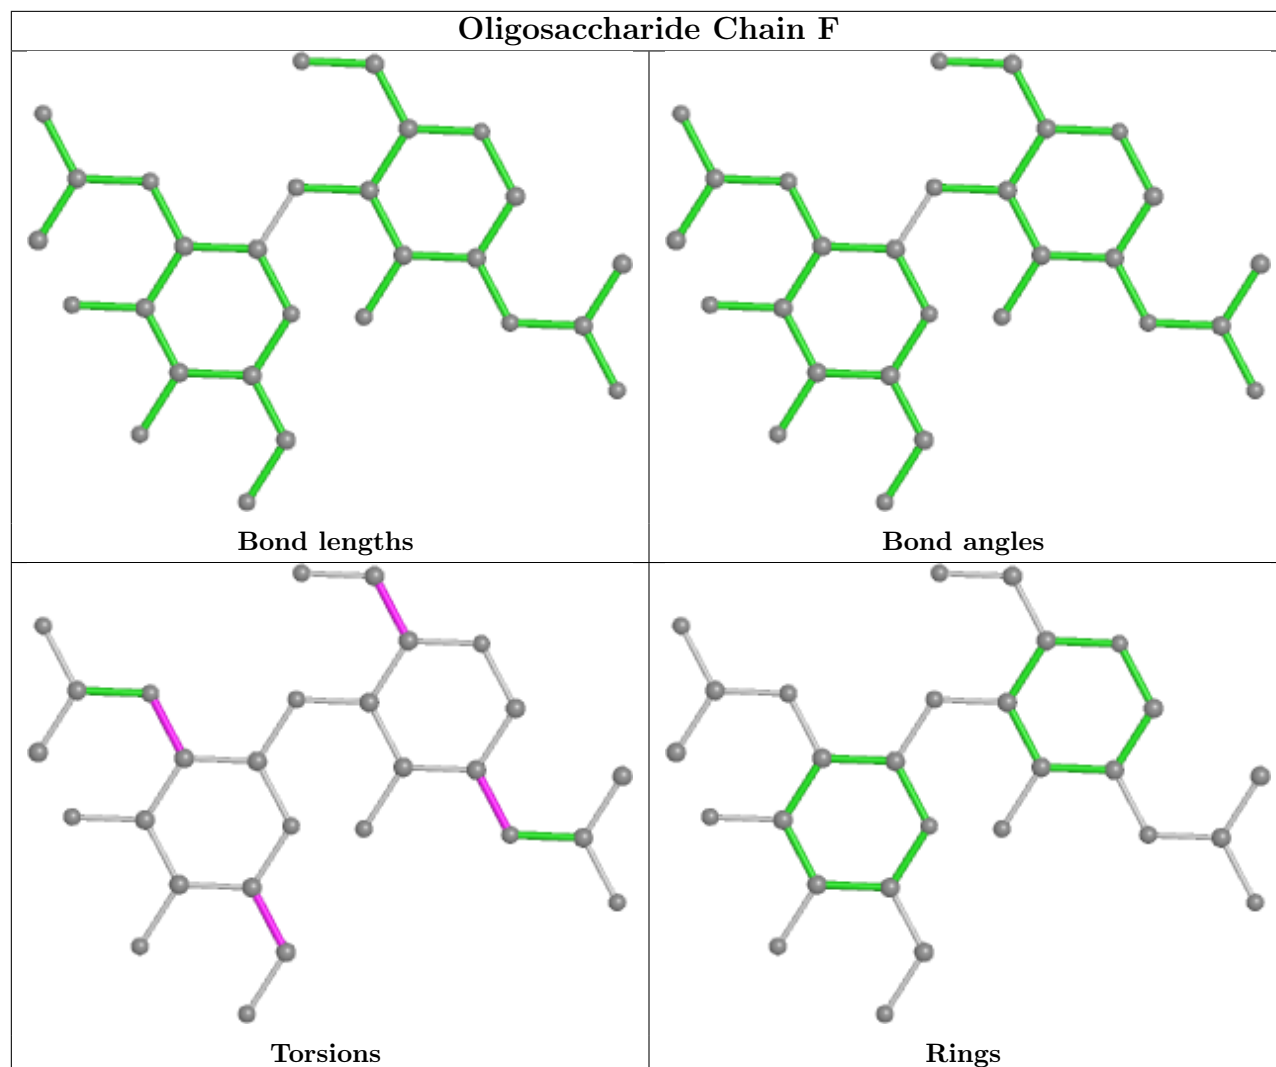 Oligosaccharide Chain F
Bond lengths
Bond angles
Torsions
Rings